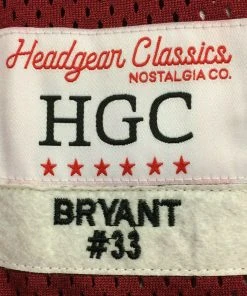 Headgear Classics
NOSTALGIA CO.
HGC
BRYANT
#33